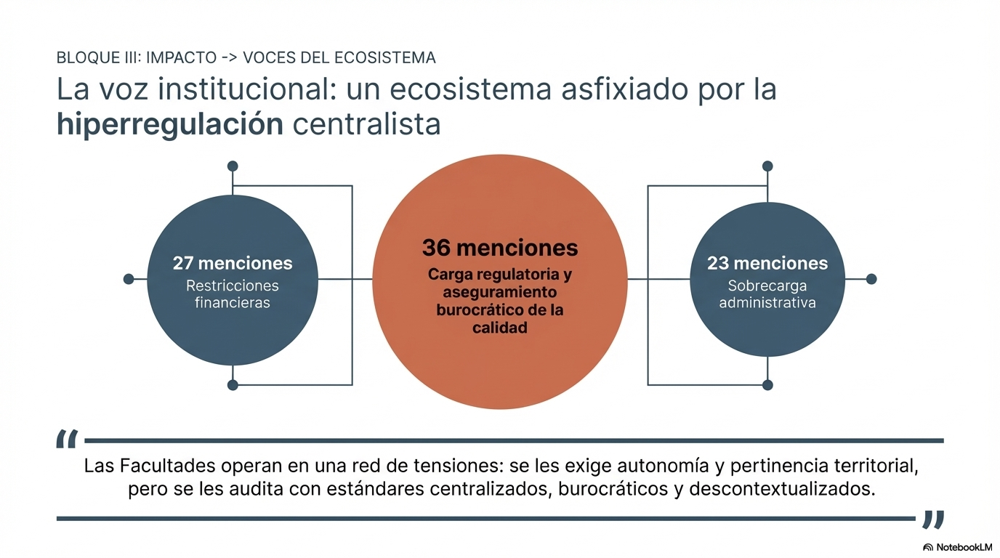 BLOQUE III: IMPACTO -> VOCES DEL ECOSISTEMA
La voz institucional: un ecosistema asfixiado por la
hiperregulación centralista
27 menciones
Restricciones
financieras
36 menciones
Carga regulatoria y
aseguramiento
burocrático de la
calidad
23 menciones
Sobrecarga
administrativa
“
Las Facultades operan en una red de tensiones: se les exige autonomía y pertinencia territorial,
pero se les audita con estándares centralizados, burocráticos y descontextualizados.
”
NotebookLM